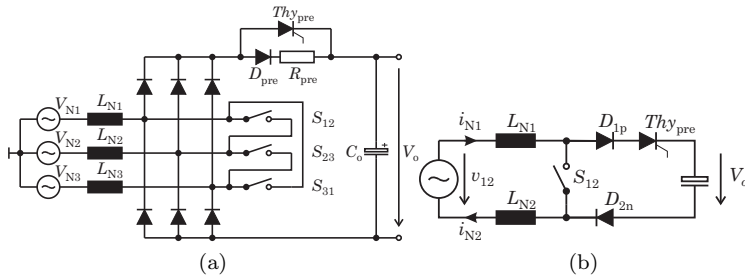 Thy_pre
D_pre
R_pre
V_N1
L_N1
S_12
V_N2
L_N2
S_23
C_o
+
V_o
V_N3
L_N3
S_31
(a)
i_N1
L_N1
D_1p
Thy_pre
v_12
S_12
V_o
L_N2
D_2n
i_N2
(b)